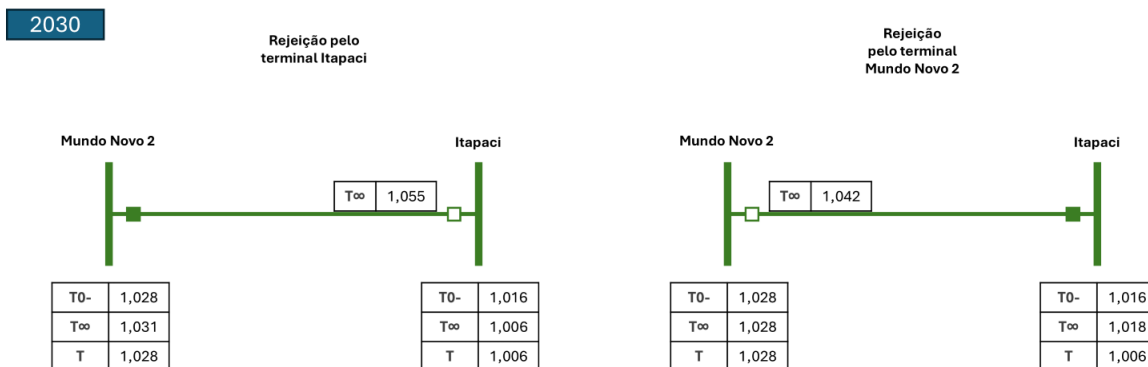 2030
Rejeição pelo
terminal Itapaci
Mundo Novo 2
Itapaci
T∞ 1,055
T0- 1,028
T∞ 1,031
T 1,028
T0- 1,016
T∞ 1,006
T 1,006
Rejeição
pelo terminal
Mundo Novo 2
Mundo Novo 2
Itapaci
T∞ 1,042
T0- 1,028
T∞ 1,028
T 1,028
T0- 1,016
T∞ 1,018
T 1,006